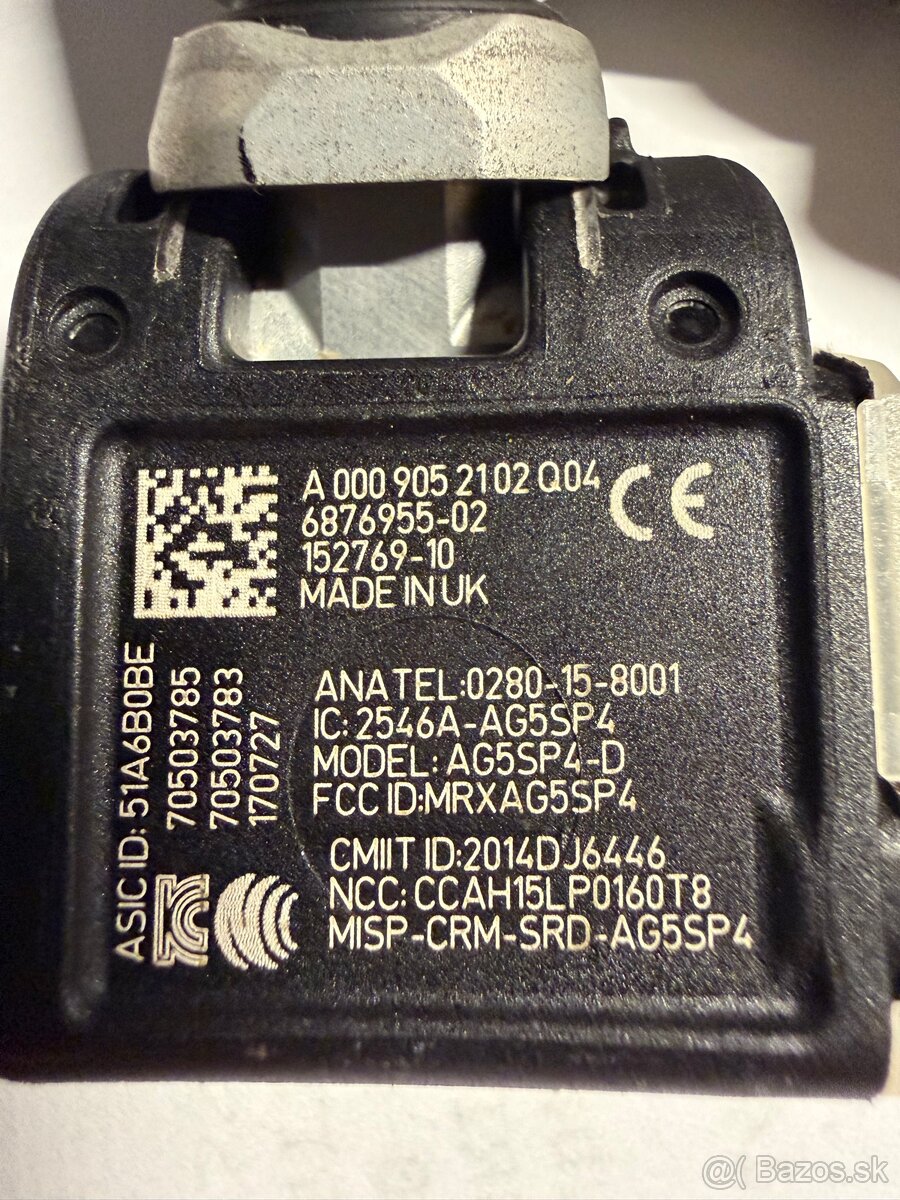 A 000 905 2102 Q04
6876955-02
152769-10
MADE IN UK
CE
ASIC ID: 51A6B0BE
70503785
70503783
170727
ANATEL:0280-15-8001
IC: 2546A-AG5SP4
MODEL: AG5SP4-D
FCC ID:MRXAG5SP4
CMIIT ID:2014DJ6446
NCC: CCAH15LP0160T8
MISP-CRM-SRD-AG5SP4
@( Bazos.sk